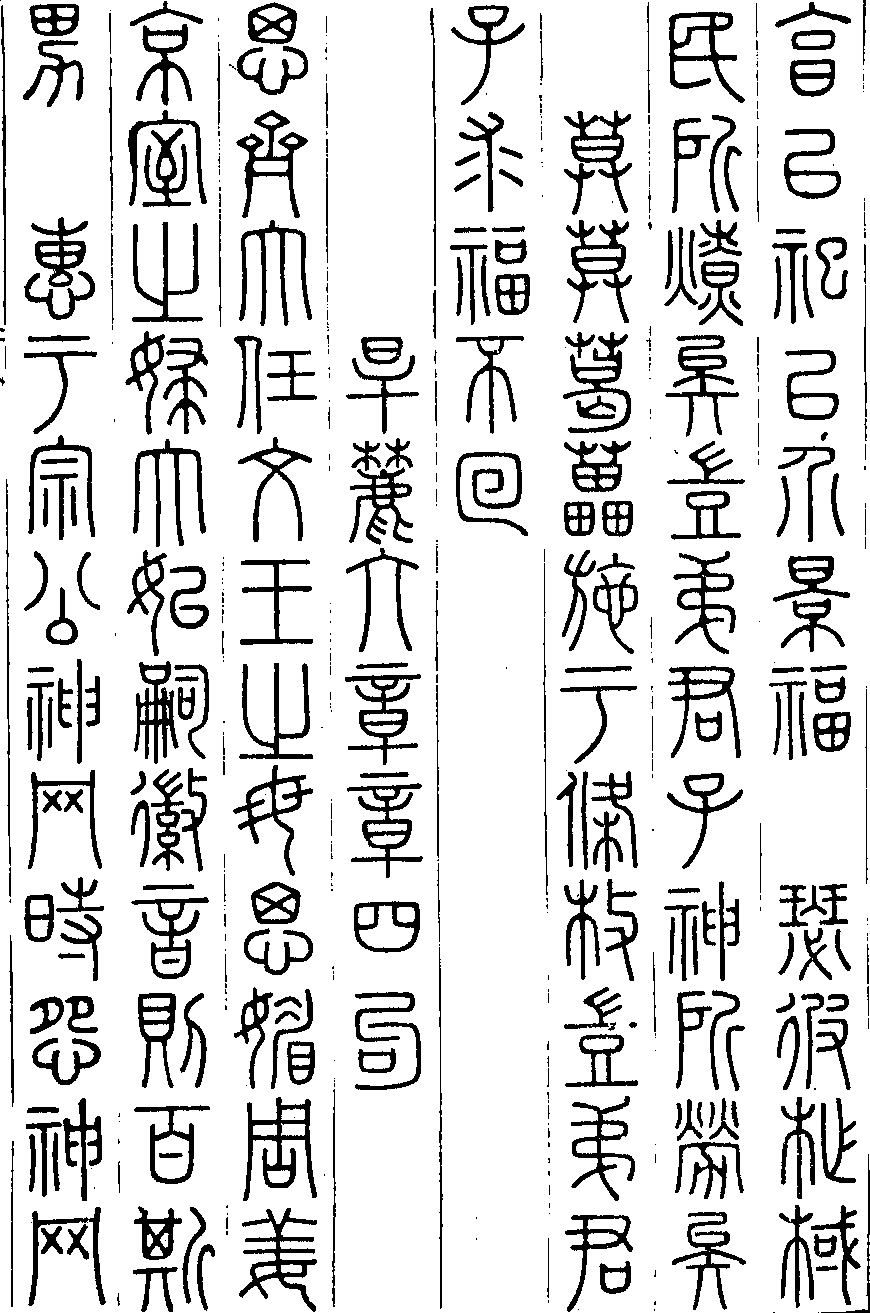 享以祀以介景福　瑟彼柞棫
民所燎矣豈弟君子神所勞矣
莫莫葛藟施于條枚豈弟君
子求福不回
旱麓六章章四句
思齊大任文王之母思媚周姜
京室之婦大姒嗣徽音則百斯
男　惠于宗公神罔時怨神罔